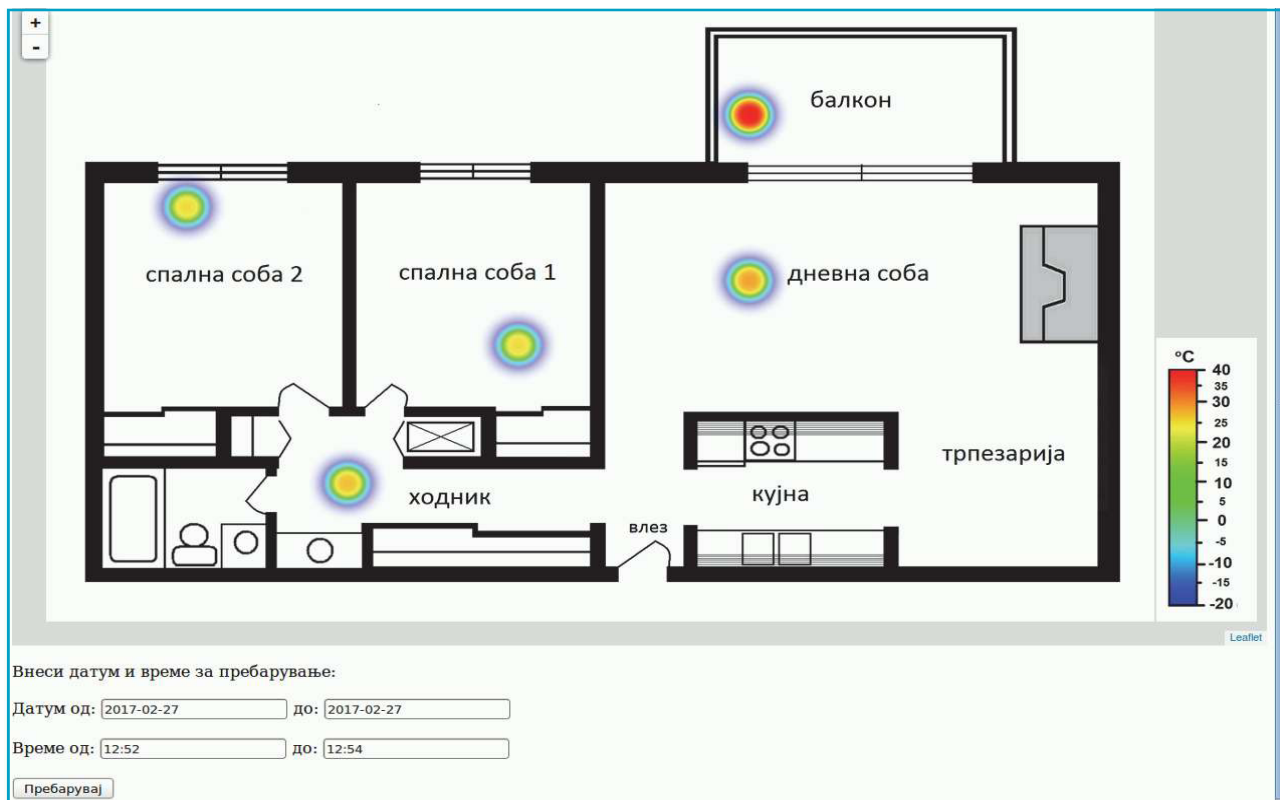 +
-
балкон
спална соба 2
спална соба 1
дневна соба
°C
40
35
30
25
20
15
10
5
0
-5
-10
-15
-20
трпезарија
ходник
кујна
влез
Leaflet
Внеси датум и време за пребарување:
Датум од: 2017-02-27 до: 2017-02-27
Време од: 12:52 до: 12:54
Пребарувај